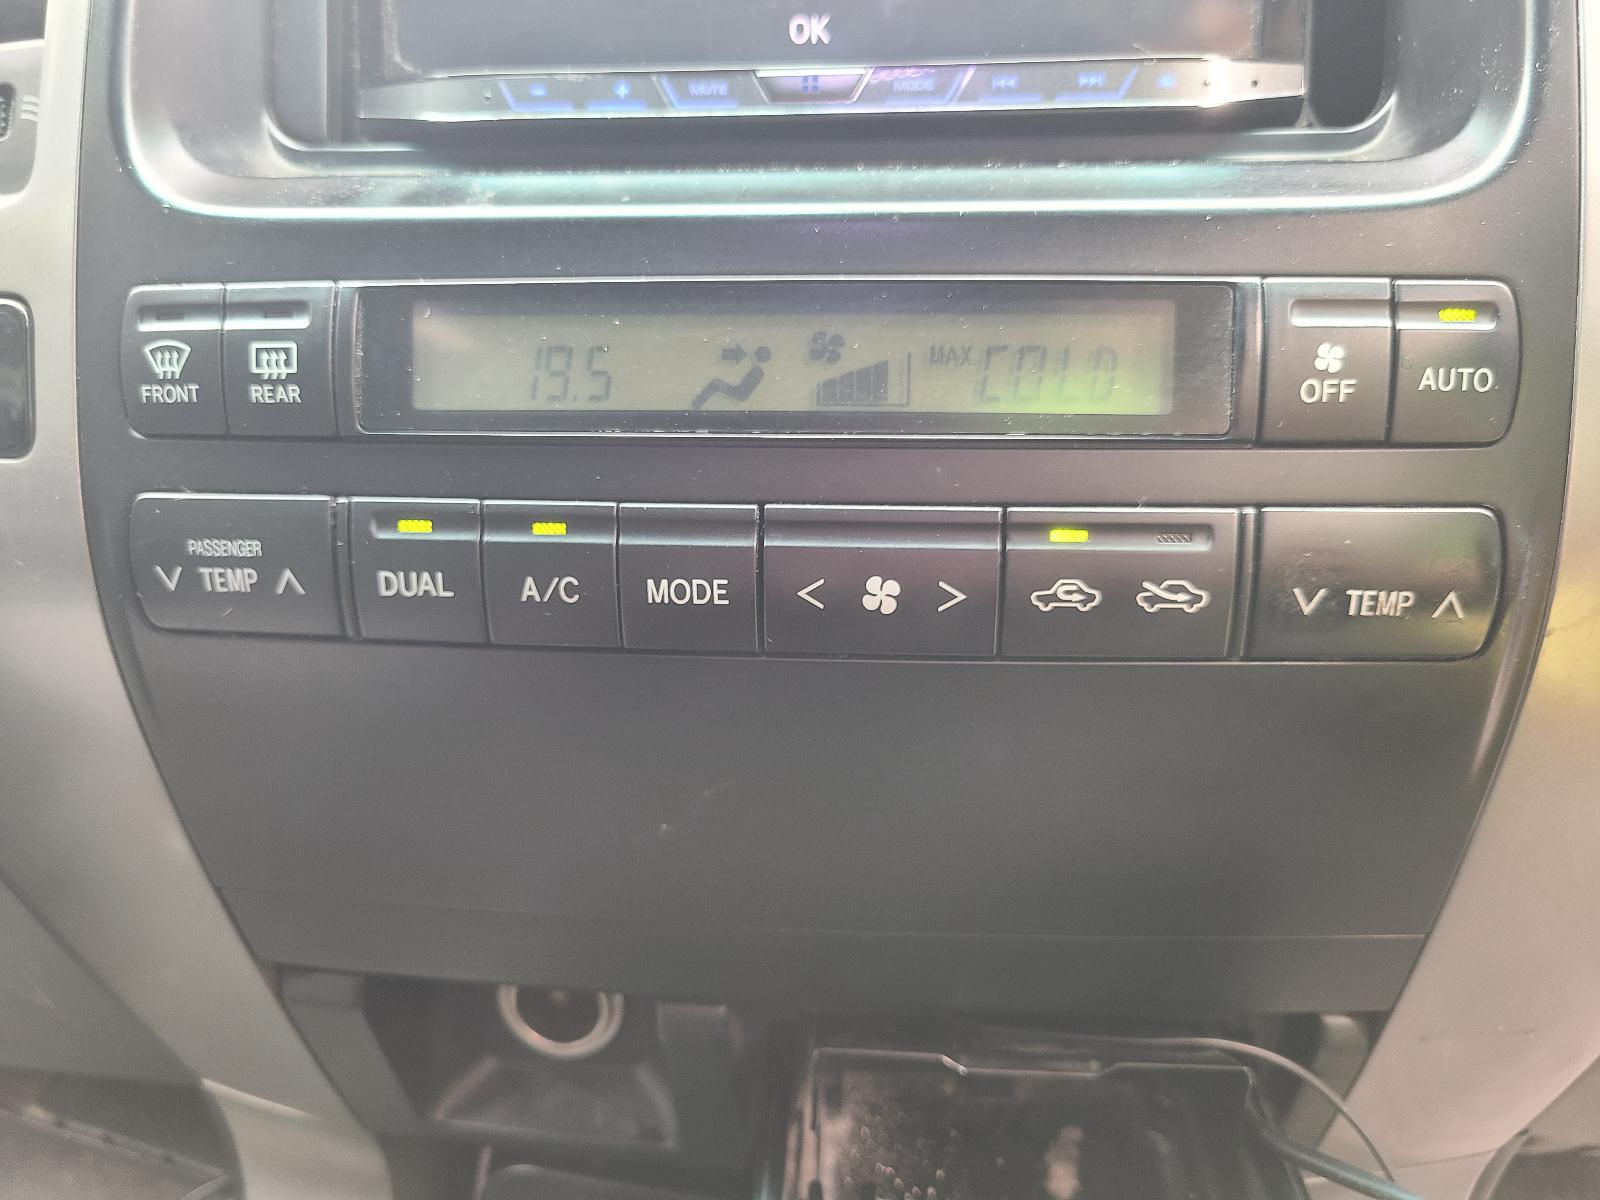 OK
MUTE
MODE
FRONT
REAR
19.5
MAX COLD
OFF
AUTO
PASSENGER
TEMP
DUAL
A/C
MODE
TEMP